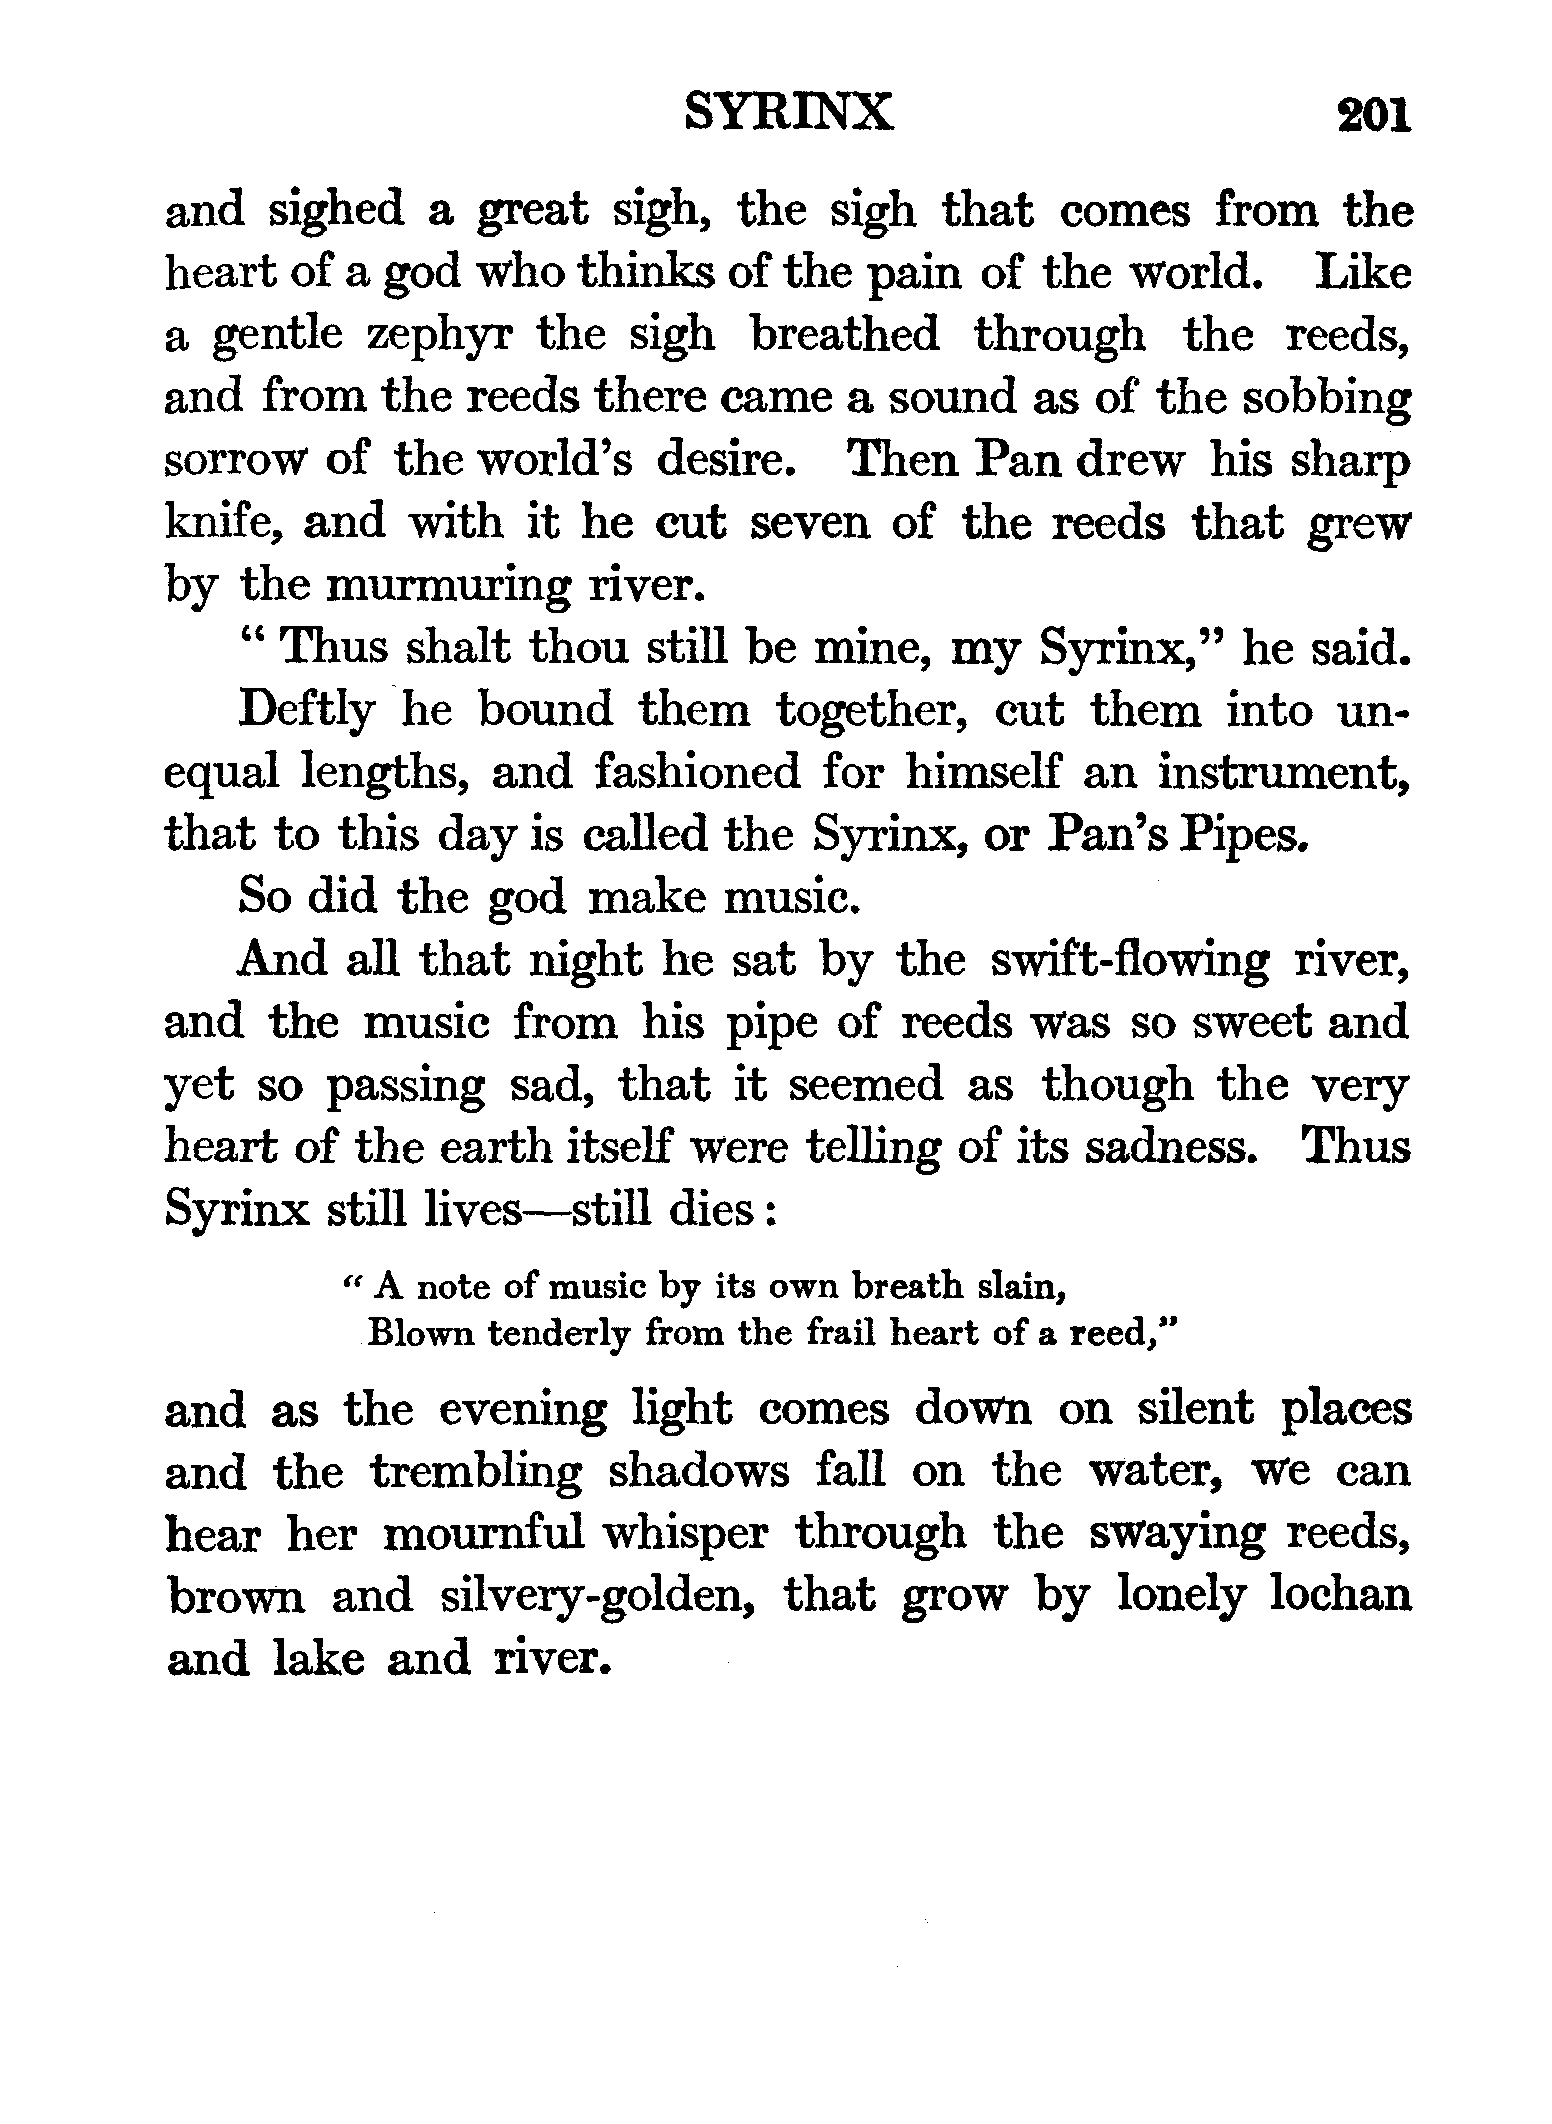 SYRINX 201
and sighed a great sigh, the sigh that comes from the
heart of a god who thinks of the pain of the world. Like
a gentle zephyr the sigh breathed through the reeds,
and from the reeds there came a sound as of the sobbing
sorrow of the world's desire. Then Pan drew his sharp
knife, and with it he cut seven of the reeds that grew
by the murmuring river.
“ Thus shalt thou still be mine, my Syrinx,” he said.
Deftly he bound them together, cut them into un-
equal lengths, and fashioned for himself an instrument,
that to this day is called the Syrinx, or Pan's Pipes.
So did the god make music.
And all that night he sat by the swift-flowing river,
and the music from his pipe of reeds was so sweet and
yet so passing sad, that it seemed as though the very
heart of the earth itself were telling of its sadness. Thus
Syrinx still lives—still dies :
“ A note of music by its own breath slain,
Blown tenderly from the frail heart of a reed,”
and as the evening light comes down on silent places
and the trembling shadows fall on the water, we can
hear her mournful whisper through the swaying reeds,
brown and silvery-golden, that grow by lonely lochan
and lake and river.